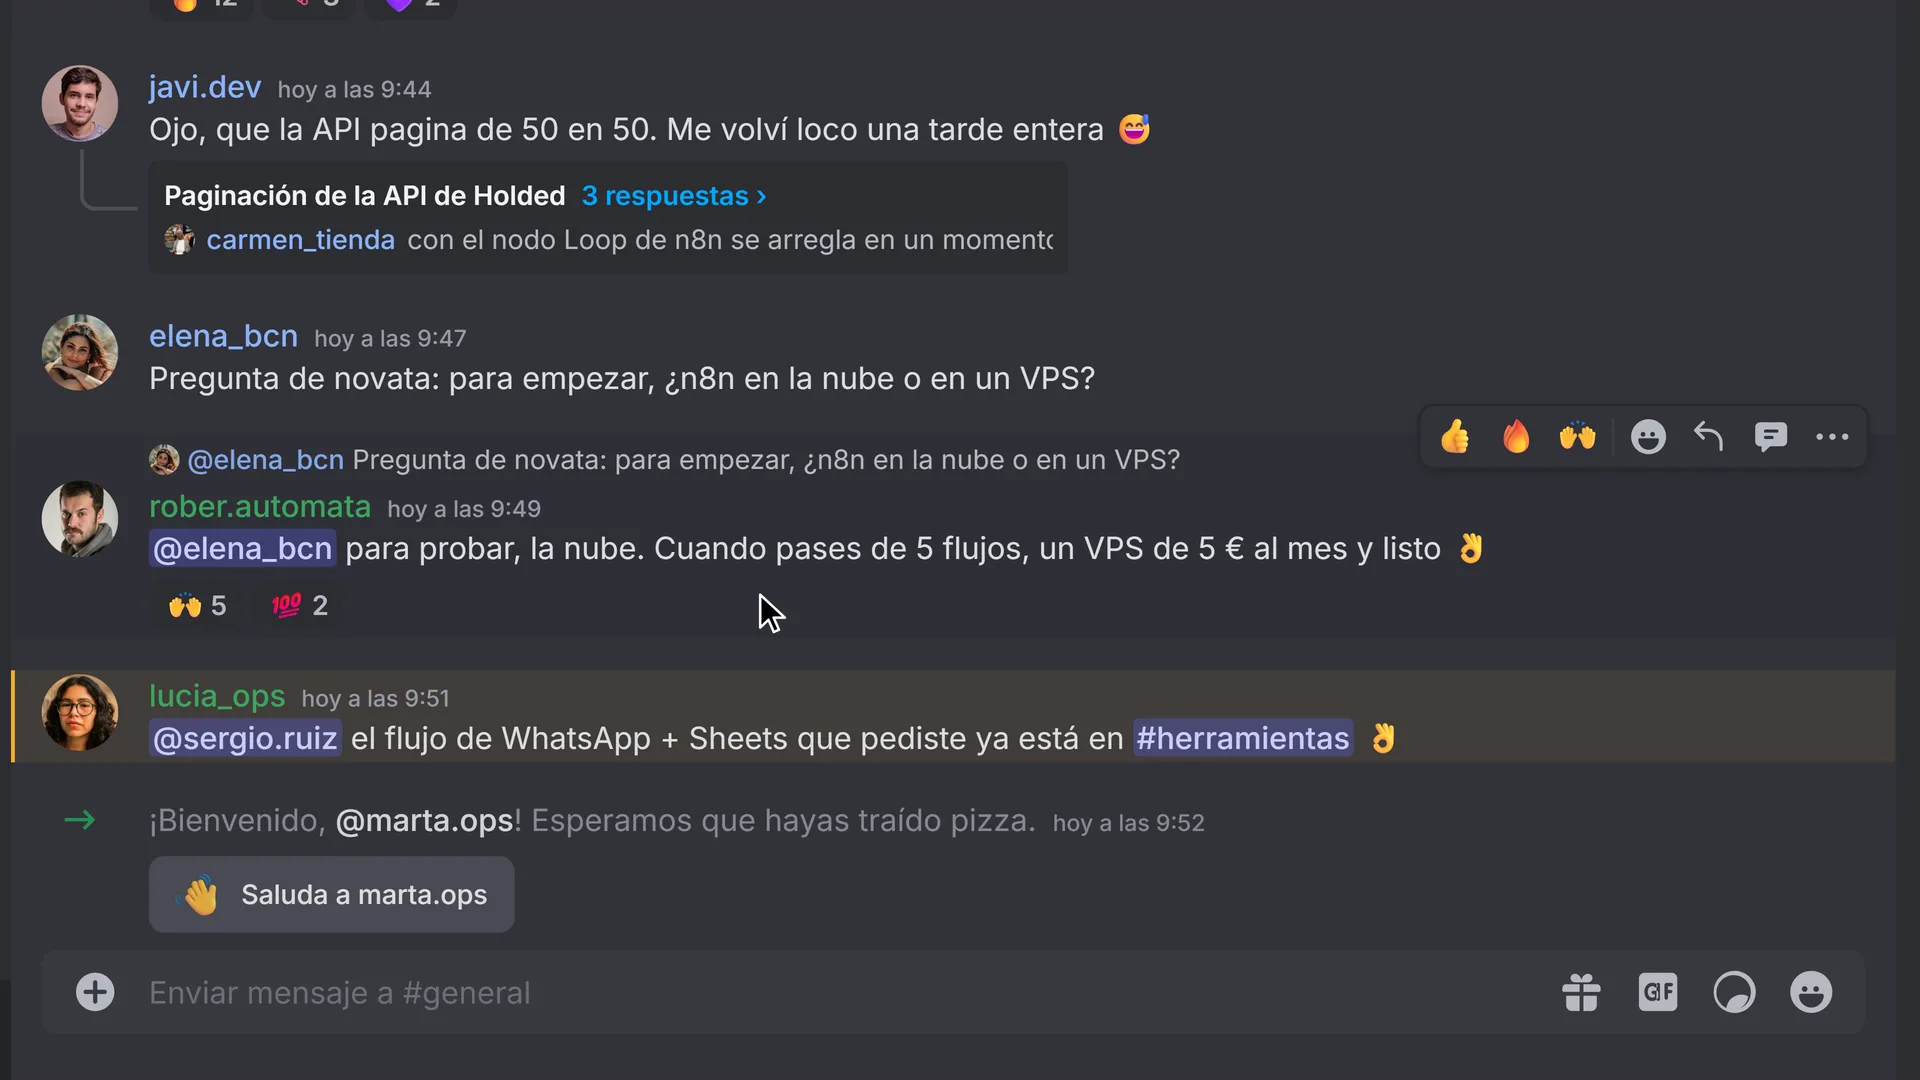 12 3 2
javi.dev hoy a las 9:44
Ojo, que la API pagina de 50 en 50. Me volví loco una tarde entera 😅
Paginación de la API de Holded 3 respuestas ›
carmen_tienda con el nodo Loop de n8n se arregla en un momento
elena_bcn hoy a las 9:47
Pregunta de novata: para empezar, ¿n8n en la nube o en un VPS?
@elena_bcn Pregunta de novata: para empezar, ¿n8n en la nube o en un VPS?
rober.automata hoy a las 9:49
@elena_bcn para probar, la nube. Cuando pases de 5 flujos, un VPS de 5 € al mes y listo 👌
🙌 5 💯 2
lucia_ops hoy a las 9:51
@sergio.ruiz el flujo de WhatsApp + Sheets que pediste ya está en #herramientas 👌
¡Bienvenido, @marta.ops! Esperamos que hayas traído pizza. hoy a las 9:52
👋 Saluda a marta.ops
Enviar mensaje a #general
GIF